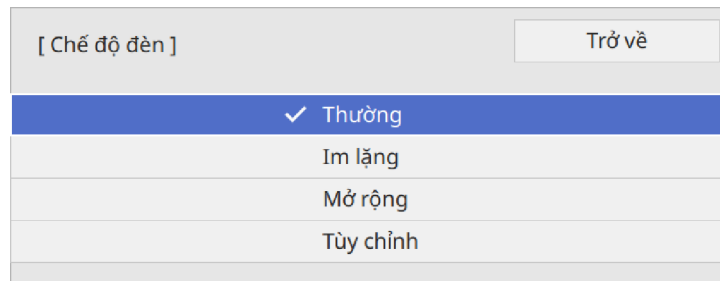 [ Chế độ đèn ]
Trở về
Thường
Im lặng
Mở rộng
Tùy chỉnh